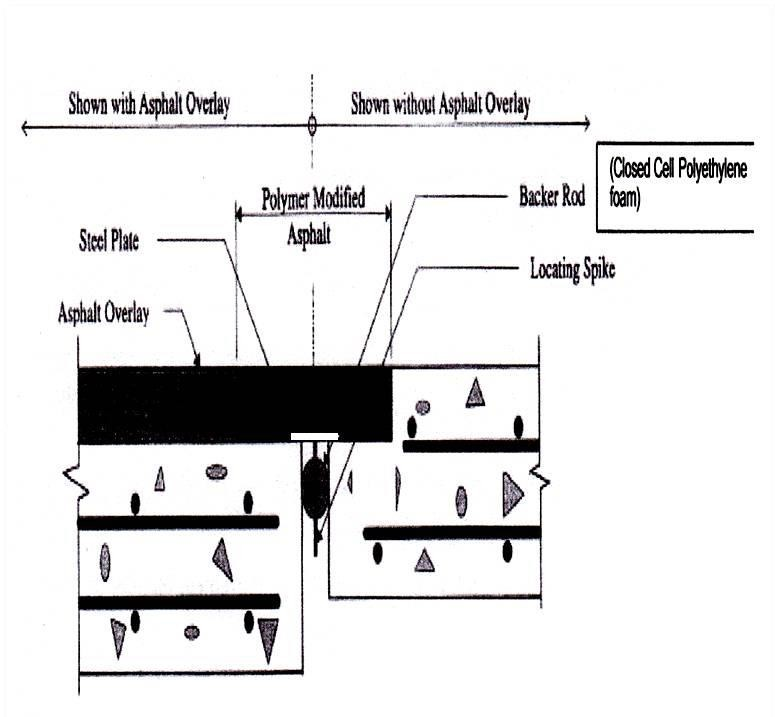 Shown with Asphalt Overlay
Shown without Asphalt Overlay
(Closed Cell Polyethylene
foam)
Polymer Modified
Asphalt
Backer Rod
Steel Plate
Locating Spike
Asphalt Overlay